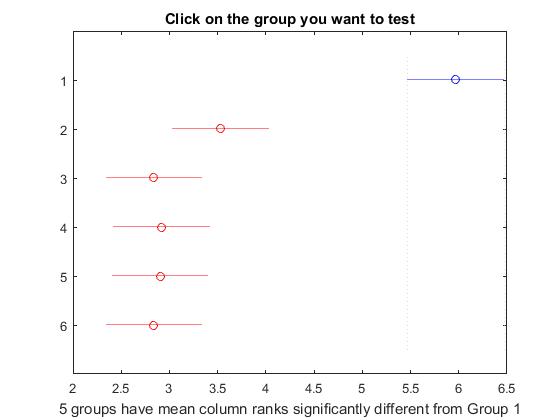 Click on the group you want to test
1
2
3
4
5
6
2 2.5 3 3.5 4 4.5 5 5.5 6 6.5
5 groups have mean column ranks significantly different from Group 1